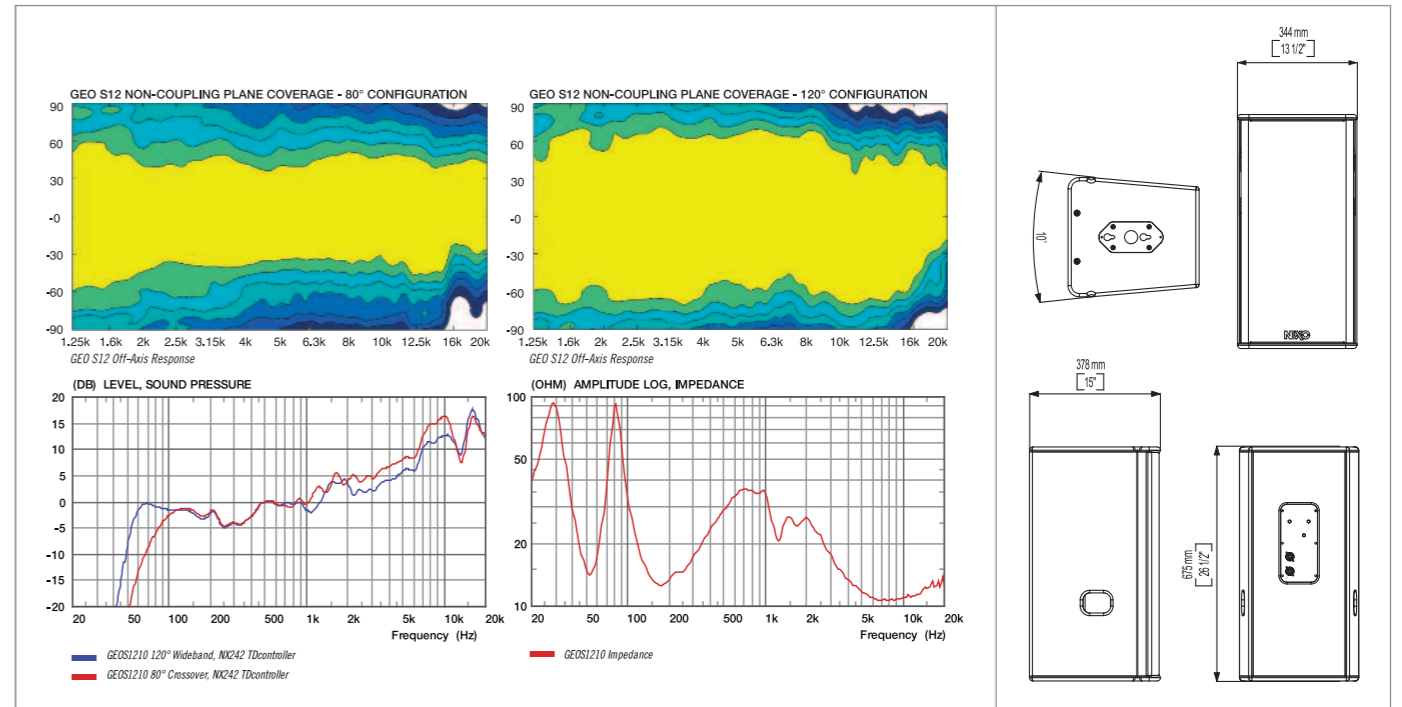 GEO S12 NON-COUPLING PLANE COVERAGE - 80° CONFIGURATION
90
60
30
-0
-30
-60
-90
1.25k 1.6k 2k 2.5k 3.15k 4k 5k 6.3k 8k 10k 12.5k 16k 20k
GEO S12 Off-Axis Response
GEO S12 NON-COUPLING PLANE COVERAGE - 120° CONFIGURATION
90
60
30
-0
-30
-60
-90
1.25k 1.6k 2k 2.5k 3.15k 4k 5k 6.3k 8k 10k 12.5k 16k 20k
GEO S12 Off-Axis Response
(DB) LEVEL, SOUND PRESSURE
20
15
10
5
0
-5
-10
-15
-20
20 50 100 200 500 1k 2k 5k 10k 20k
Frequency (Hz)
GEOS1210 120° Wideband, NX242 TDcontroller
GEOS1210 80° Crossover, NX242 TDcontroller
(OHM) AMPLITUDE LOG, IMPEDANCE
100
50
20
10
20 50 100 200 500 1k 2k 5k 10k 20k
Frequency (Hz)
GEOS1210 Impedance
344 mm
[13 1/2"]
10°
NEXO
378 mm
[15"]
675 mm
[26 1/2"]